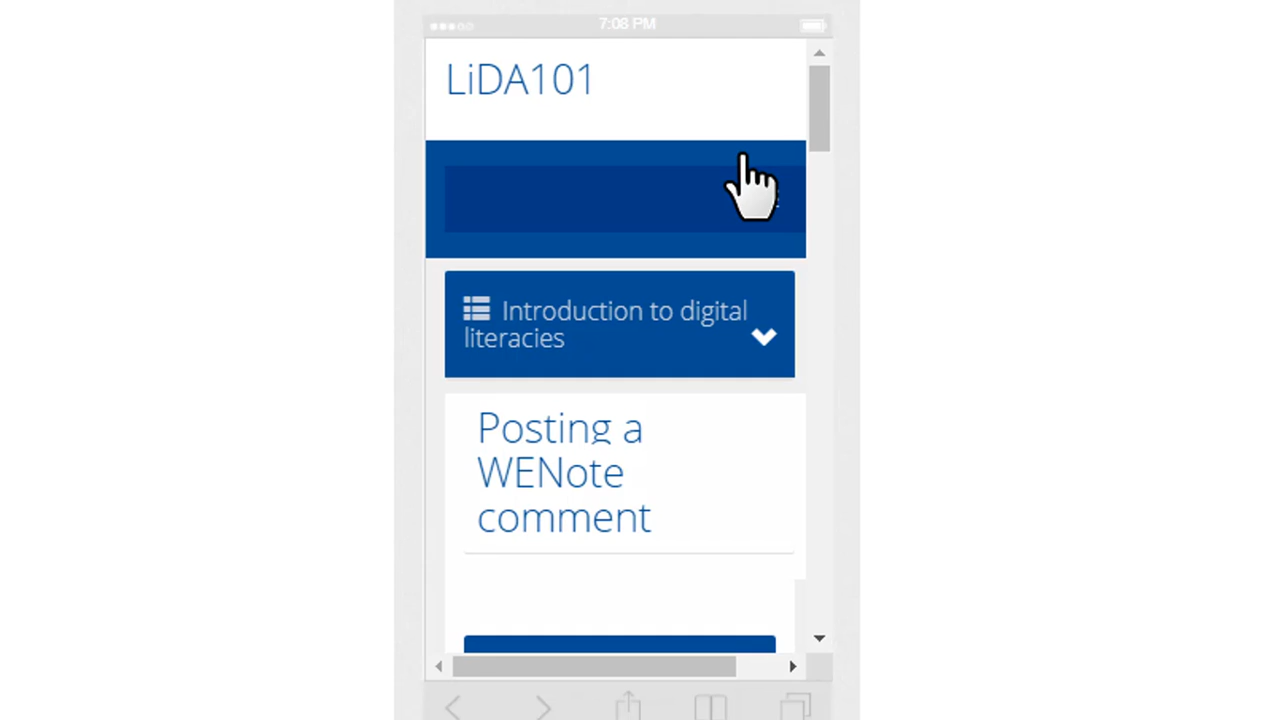 7:08 PM
LiDA101
Introduction to digital
literacies
Posting a
WENote
comment